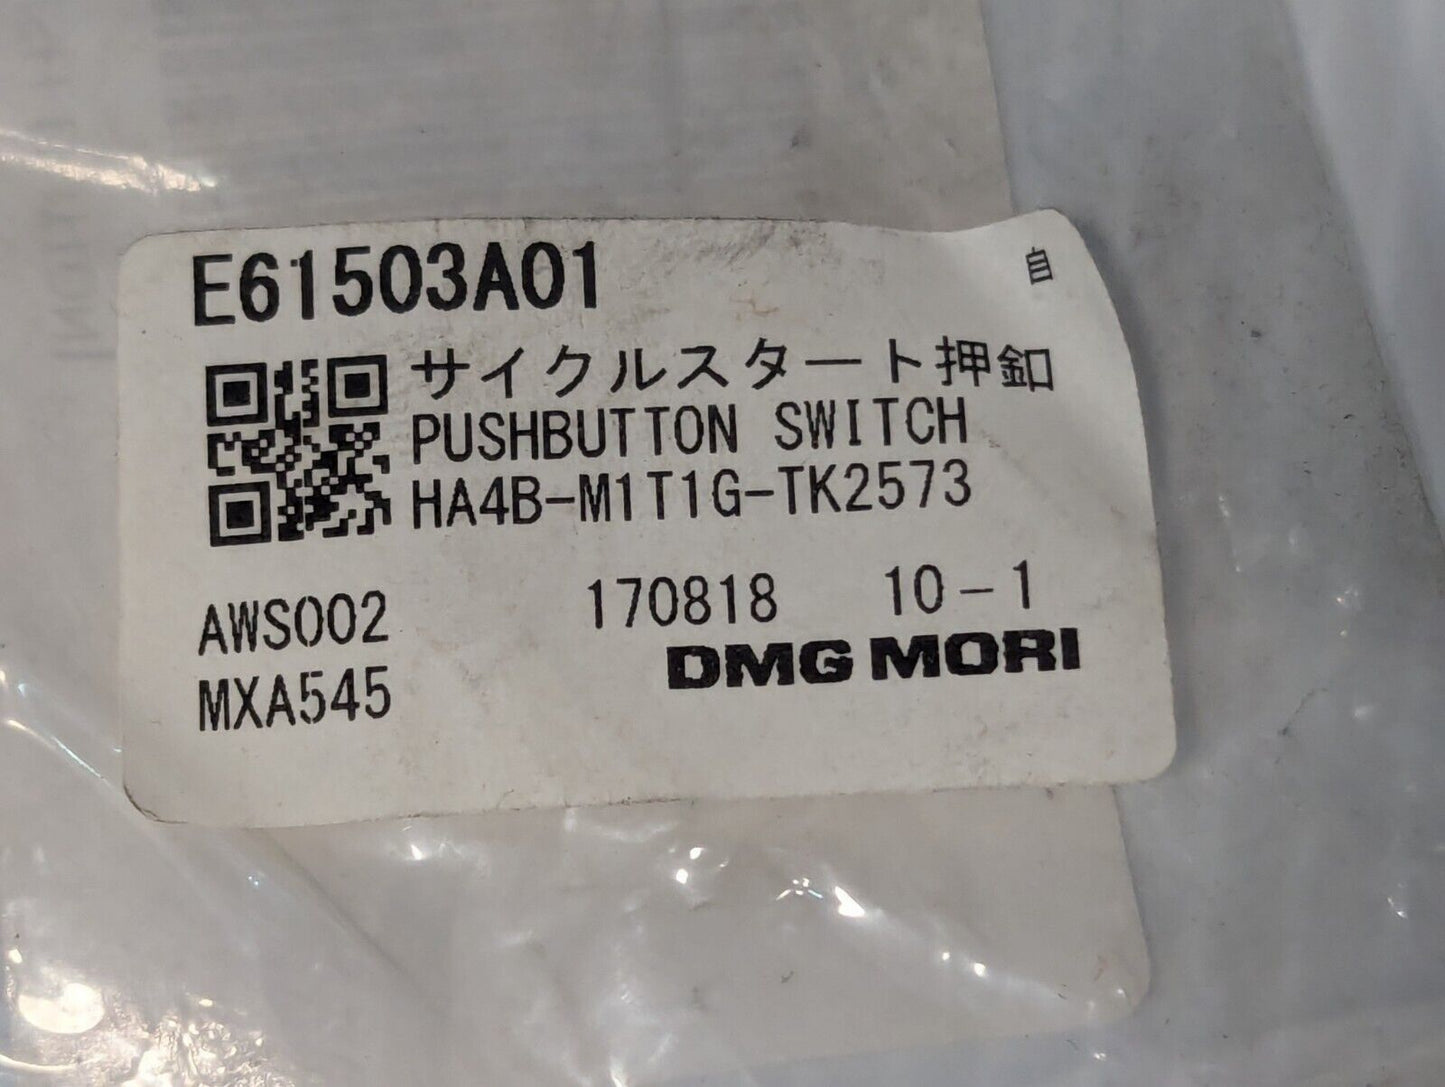 E61503A01
自
サイクルスタート押釦
PUSHBUTTON SWITCH
HA4B-M1T1G-TK2573
AWS002 170818 10-1
MXA545 DMG MORI